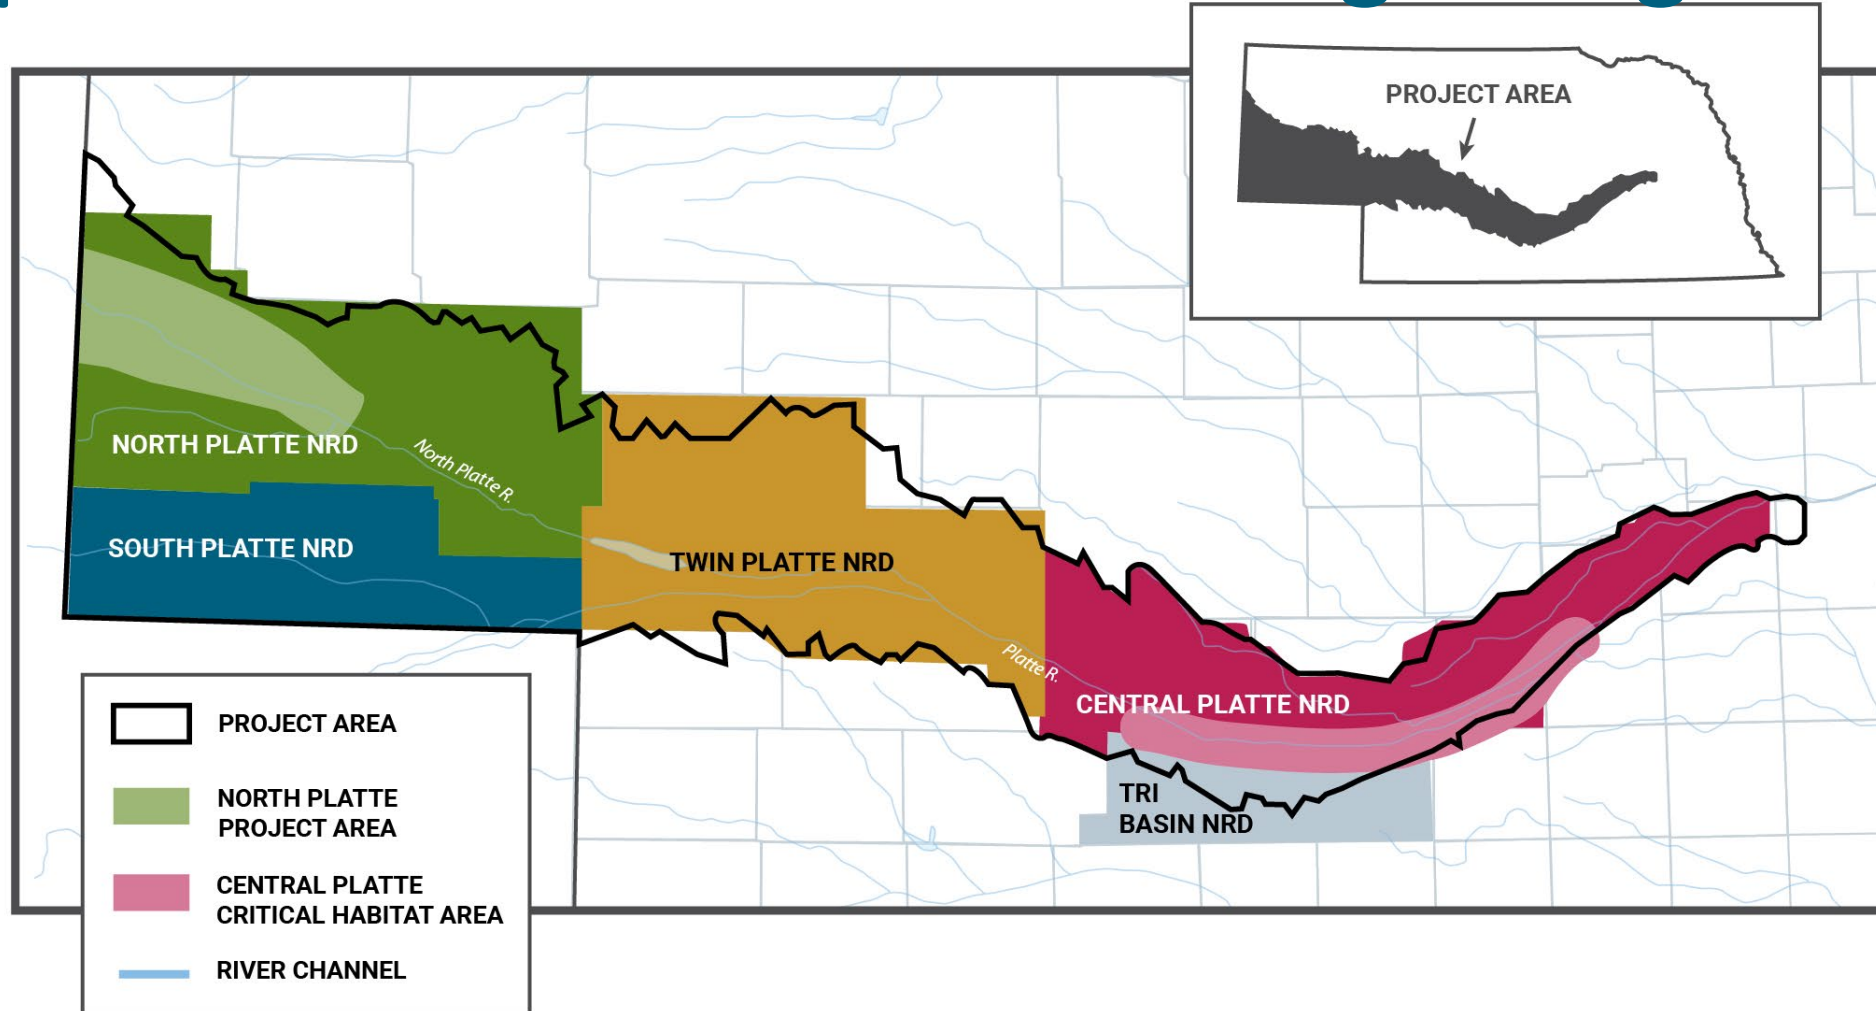 PROJECT AREA
NORTH PLATTE NRD
North Platte R.
SOUTH PLATTE NRD
TWIN PLATTE NRD
Platte R.
CENTRAL PLATTE NRD
TRI
BASIN NRD
PROJECT AREA
NORTH PLATTE
PROJECT AREA
CENTRAL PLATTE
CRITICAL HABITAT AREA
RIVER CHANNEL